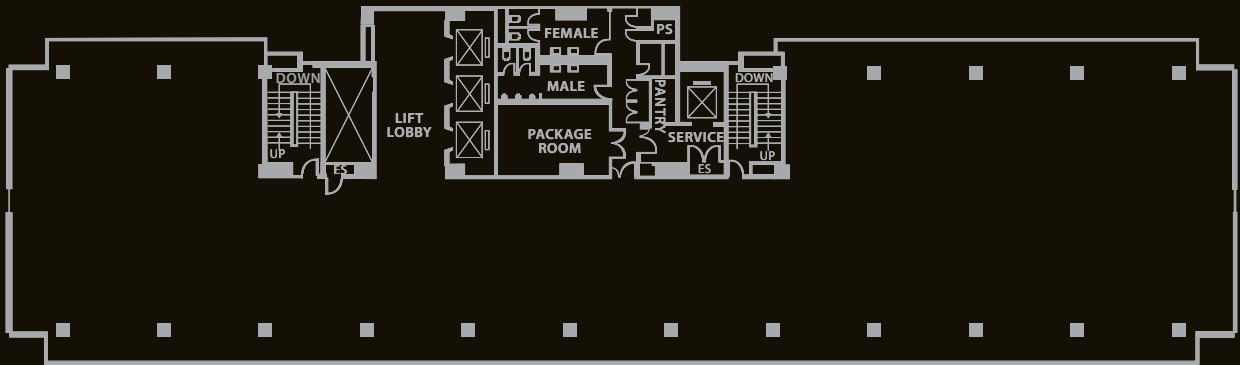 FEMALE
PS
DOWN
DOWN
MALE
PANTRY
LIFT
LOBBY
PACKAGE
ROOM
SERVICE
UP
UP
ES
ES